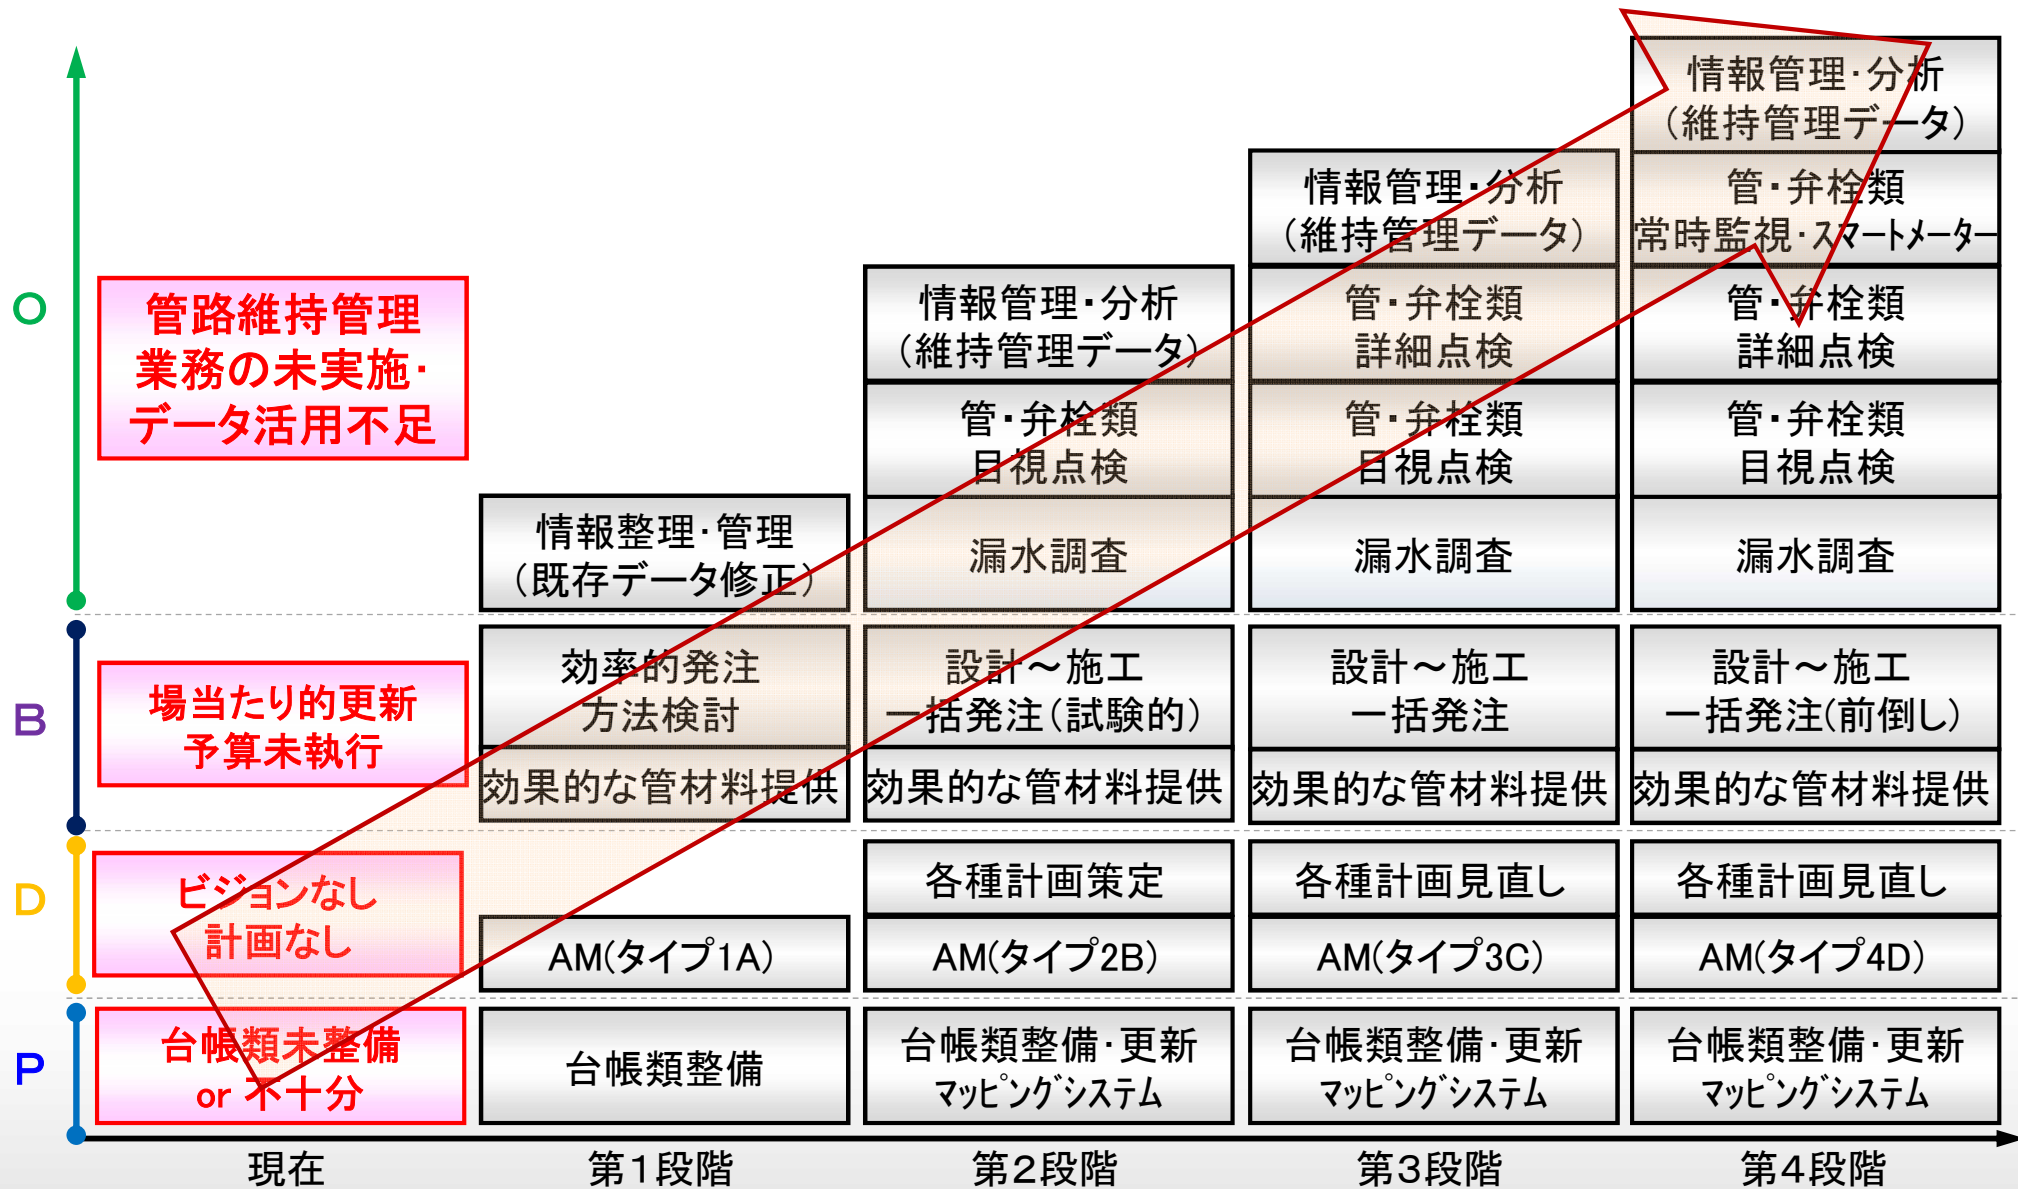 O
管路維持管理
業務の未実施・
データ活用不足
情報整理・管理
（既存データ修正）
情報管理・分析
（維持管理データ）
管・弁栓類
目視点検
漏水調査
情報管理・分析
（維持管理データ）
管・弁栓類
詳細点検
管・弁栓類
目視点検
漏水調査
情報管理・分析
（維持管理データ）
管・弁栓類
常時監視・スマートメーター
管・弁栓類
詳細点検
管・弁栓類
目視点検
漏水調査
B
場当たり的更新
予算未執行
効率的発注
方法検討
効果的な管材料提供
設計～施工
一括発注（試験的）
効果的な管材料提供
設計～施工
一括発注
効果的な管材料提供
設計～施工
一括発注（前倒し）
効果的な管材料提供
D
ビジョンなし
計画なし
AM(タイプ1A)
各種計画策定
AM(タイプ2B)
各種計画見直し
AM(タイプ3C)
各種計画見直し
AM(タイプ4D)
P
台帳類未整備
or 不十分
台帳類整備
台帳類整備・更新
マッピングシステム
台帳類整備・更新
マッピングシステム
台帳類整備・更新
マッピングシステム
現在
第１段階
第２段階
第３段階
第４段階